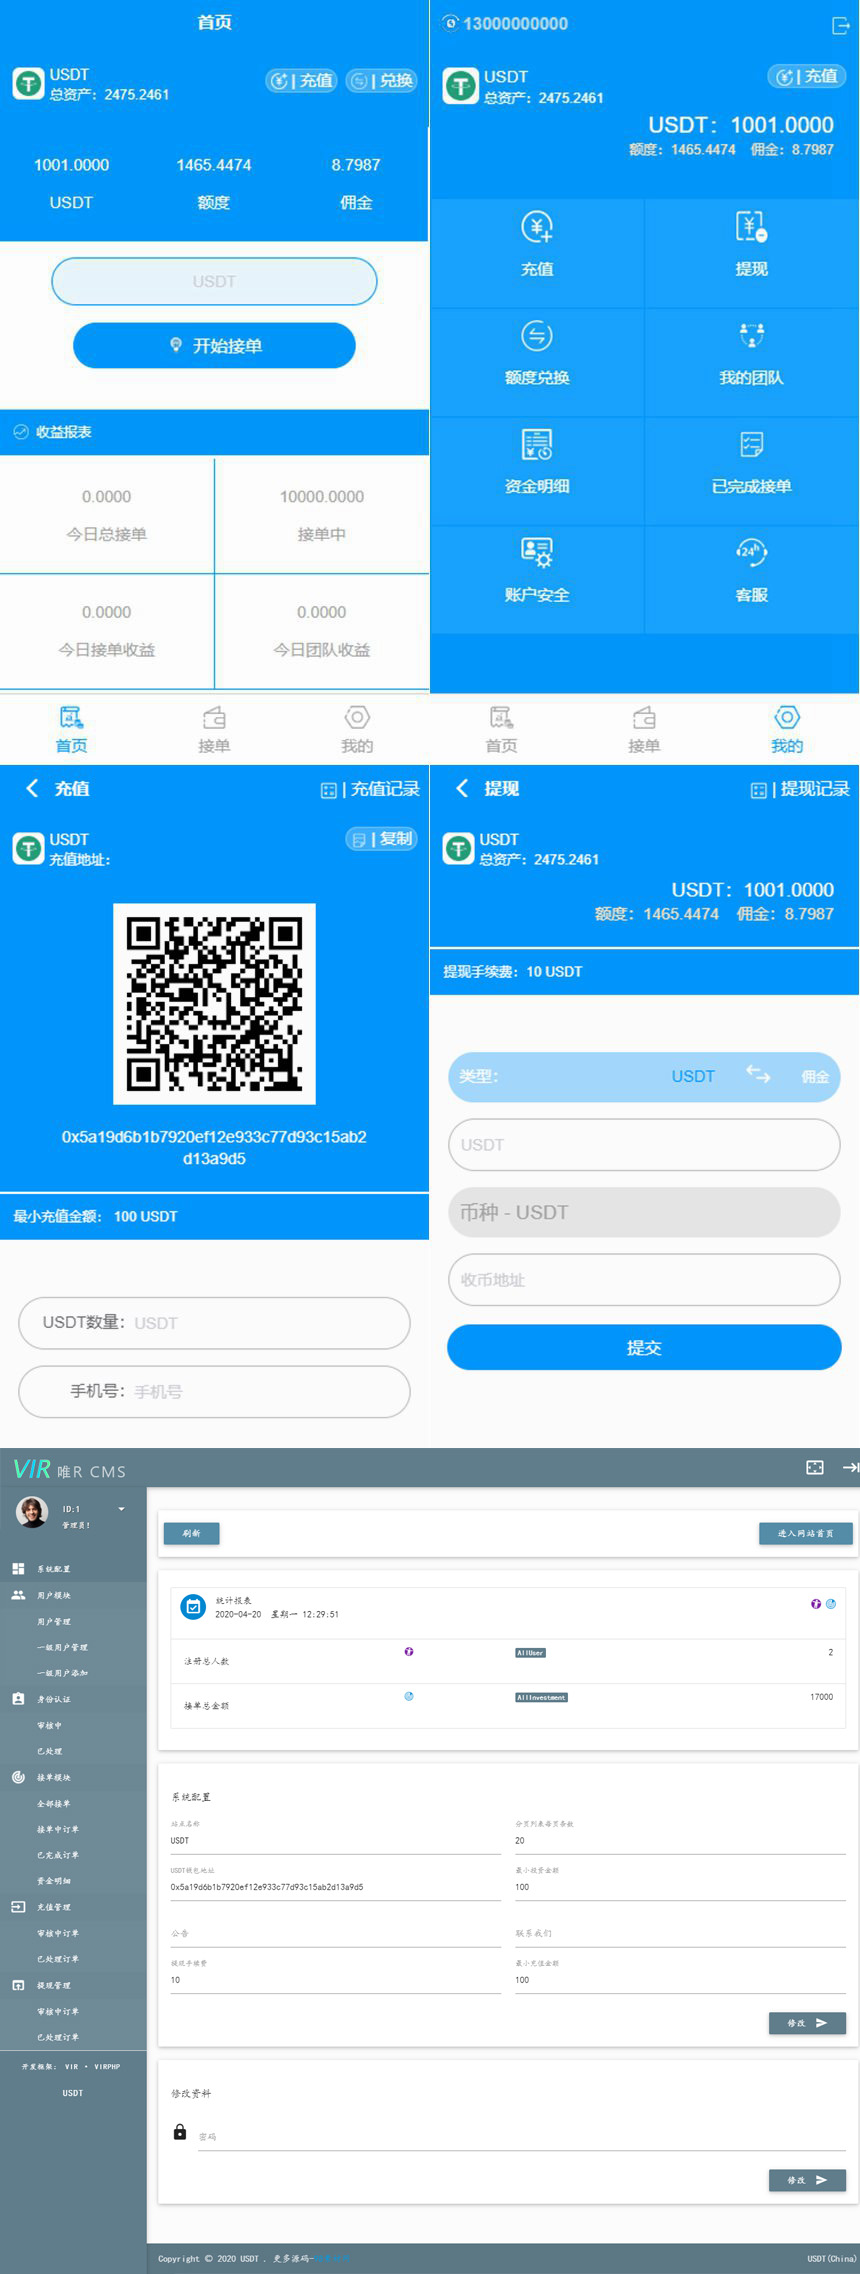 首页
USDT
总资产：2475.2461
充值
兑换
1001.0000
1465.4474
8.7987
USDT
额度
佣金
USDT
开始接单
收益报表
0.0000
10000.0000
今日总接单
接单中
0.0000
0.0000
今日接单收益
今日团队收益
首页
接单
我的
13000000000
USDT
总资产：2475.2461
充值
USDT：1001.0000
额度：1465.4474 佣金：8.7987
充值
提现
额度兑换
我的团队
资金明细
已完成接单
账户安全
24h
客服
首页
接单
我的
充值
充值记录
USDT
充值地址：
复制
0x5a19d6b1b7920ef12e933c77d93c15ab2
d13a9d5
最小充值金额： 100 USDT
USDT数量： USDT
手机号： 手机号
提现
提现记录
USDT
总资产：2475.2461
USDT：1001.0000
额度：1465.4474 佣金：8.7987
提现手续费：10 USDT
类型： USDT 佣金
USDT
币种 - USDT
收币地址
提交
VIR 唯R CMS
ID:1
管理员！
系统配置
用户模块
用户管理
一级用户管理
一级用户添加
身份认证
审核中
已处理
接单模块
全部接单
接单中订单
已完成订单
资金明细
充值管理
审核中订单
已处理订单
提现管理
审核中订单
已处理订单
开发框架： VIR · VIRPHP
USDT
刷新
进入网站首页
统计报表
2020-04-20 星期一 12:29:51
注册总人数
AllUser
2
接单总金额
AllInvestment
17000
系统配置
站点名称
USDT
分页列表每页条数
20
USDT钱包地址
0x5a19d6b1b7920ef12e933c77d93c15ab2d13a9d5
最小投资金额
100
公告
联系我们
提现手续费
10
最小充值金额
100
修改
修改资料
密码
修改
Copyright © 2020 USDT . 更多源码-
USDT(China)